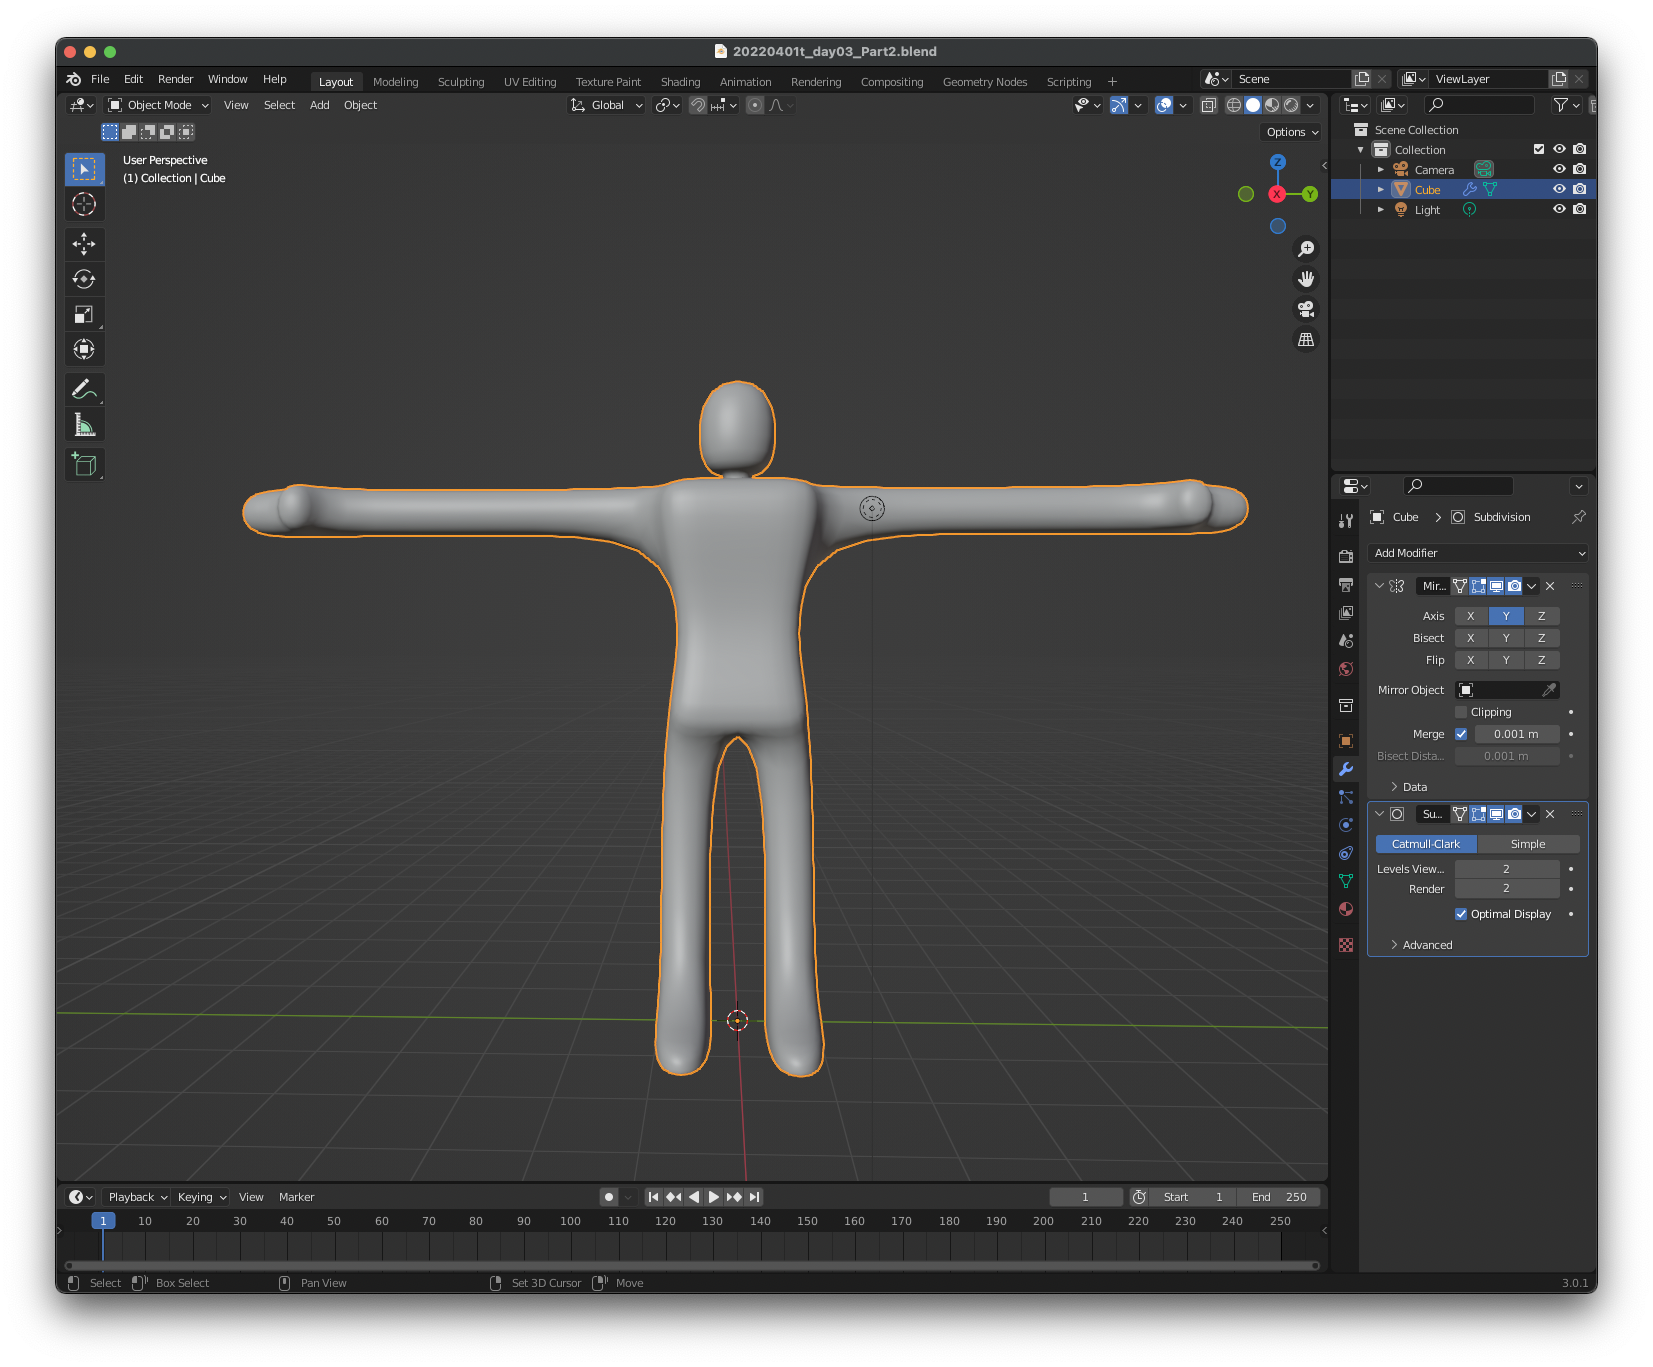 20220401t_day03_Part2.blend
File Edit Render Window Help Layout Modeling Sculpting UV Editing Texture Paint Shading Animation Rendering Compositing Geometry Nodes Scripting + Scene ViewLayer
Object Mode View Select Add Object Global
Options
User Perspective
(1) Collection | Cube
Z
X
Y
Scene Collection
Collection
Camera
Cube
Light
Cube > Subdivision
Add Modifier
Mir...
Axis X Y Z
Bisect X Y Z
Flip X Y Z
Mirror Object
Clipping
Merge 0.001 m
Bisect Dista... 0.001 m
Data
Su...
Catmull-Clark Simple
Levels View... 2
Render 2
Optimal Display
Advanced
Playback Keying View Marker 1 Start 1 End 250
1 10 20 30 40 50 60 70 80 90 100 110 120 130 140 150 160 170 180 190 200 210 220 230 240 250
Select Box Select Pan View Set 3D Cursor Move 3.0.1